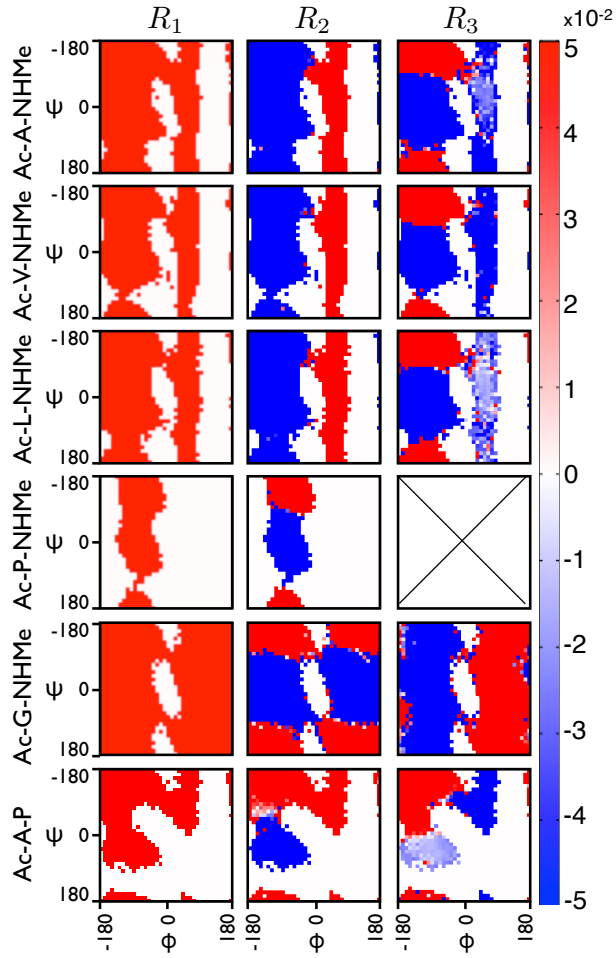 R₁ R₂ R₃ x10⁻²
Ac-A-NHMe ψ -180 0 180
Ac-V-NHMe ψ -180 0 180
Ac-L-NHMe ψ -180 0 180
Ac-P-NHMe ψ -180 0 180
Ac-G-NHMe ψ -180 0 180
Ac-A-P ψ -180 0 180
-180 0 180 -180 0 180 -180 0 180
Φ Φ Φ
5
4
3
2
1
0
-1
-2
-3
-4
-5